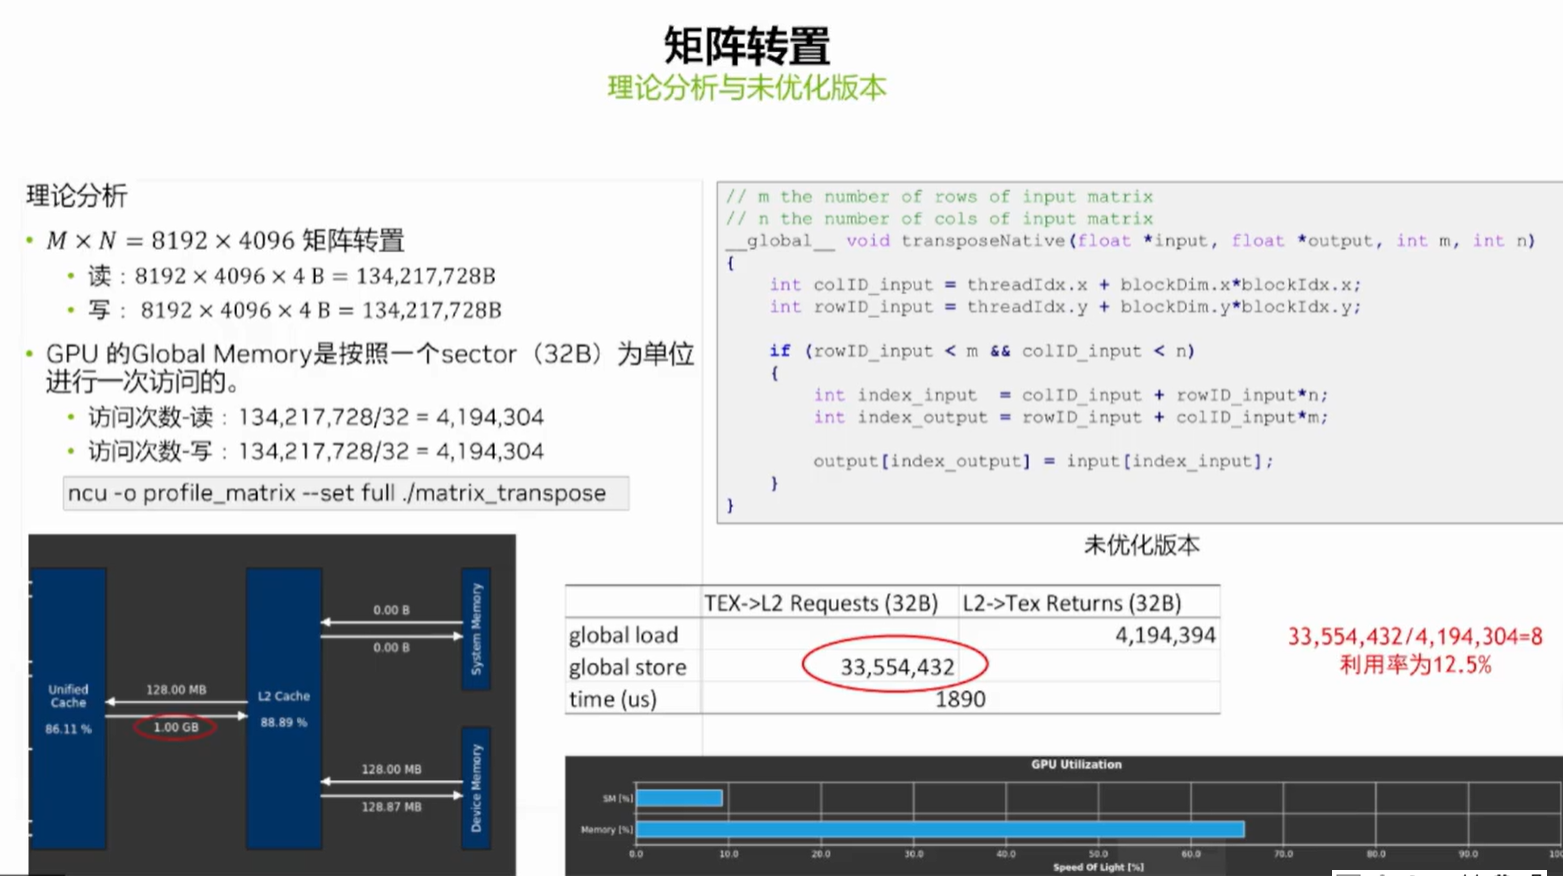 矩阵转置
理论分析与未优化版本
理论分析
• M × N = 8192 × 4096 矩阵转置
• 读：8192 × 4096 × 4 B = 134,217,728B
• 写： 8192 × 4096 × 4 B = 134,217,728B
• GPU 的Global Memory是按照一个sector（32B）为单位
进行一次访问的。
• 访问次数-读：134,217,728/32 = 4,194,304
• 访问次数-写：134,217,728/32 = 4,194,304
ncu -o profile_matrix --set full ./matrix_transpose
// m the number of rows of input matrix
// n the number of cols of input matrix
__global__ void transposeNative(float *input, float *output, int m, int n)
{
int colID_input = threadIdx.x + blockDim.x*blockIdx.x;
int rowID_input = threadIdx.y + blockDim.y*blockIdx.y;
if (rowID_input < m && colID_input < n)
{
int index_input  = colID_input + rowID_input*n;
int index_output = rowID_input + colID_input*m;
output[index_output] = input[index_input];
}
}
未优化版本
Unified
Cache
86.11 %
128.00 MB
1.00 GB
L2 Cache
88.89 %
0.00 B
0.00 B
System Memory
128.00 MB
128.87 MB
Device Memory
TEX->L2 Requests (32B) L2->Tex Returns (32B)
global load 4,194,394
global store 33,554,432
time (us) 1890
33,554,432/4,194,304=8
利用率为12.5%
GPU Utilization
SM [%]
Memory [%]
0.0 10.0 20.0 30.0 40.0 50.0 60.0 70.0 80.0 90.0
Speed Of Light [%]